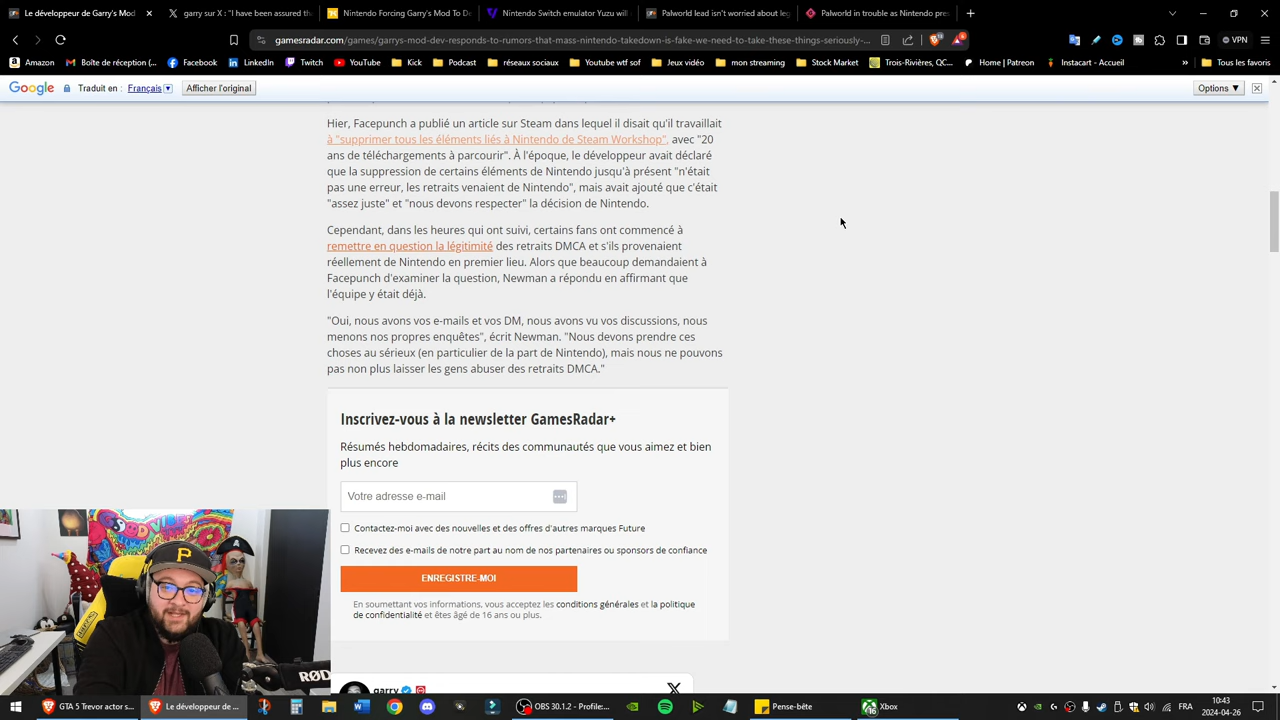 Le développeur de Garry's Mod
garry sur X : "I have been assured th
Nintendo Forcing Garry's Mod To De
Nintendo Switch emulator Yuzu will
Palworld lead isn't worried about leg
Palworld in trouble as Nintendo pres
gamesradar.com/games/garrys-mod-dev-responds-to-rumors-that-mass-nintendo-takedown-is-fake-we-need-to-take-these-things-seriously-...
VPN
Amazon
Boîte de réception (...
Facebook
LinkedIn
Twitch
YouTube
Kick
Podcast
réseaux sociaux
Youtube wtf sof
Jeux vidéo
mon streaming
Stock Market
Trois-Rivières, QC...
Home | Patreon
Instacart - Accueil
»
Tous les favoris
Google
Traduit en : Français
Afficher l'original
Options ▼
Hier, Facepunch a publié un article sur Steam dans lequel il disait qu'il travaillait
à "supprimer tous les éléments liés à Nintendo de Steam Workshop", avec "20
ans de téléchargements à parcourir". À l'époque, le développeur avait déclaré
que la suppression de certains éléments de Nintendo jusqu'à présent "n'était
pas une erreur, les retraits venaient de Nintendo", mais avait ajouté que c'était
"assez juste" et "nous devons respecter" la décision de Nintendo.
Cependant, dans les heures qui ont suivi, certains fans ont commencé à
remettre en question la légitimité des retraits DMCA et s'ils provenaient
réellement de Nintendo en premier lieu. Alors que beaucoup demandaient à
Facepunch d'examiner la question, Newman a répondu en affirmant que
l'équipe y était déjà.
"Oui, nous avons vos e-mails et vos DM, nous avons vu vos discussions, nous
menons nos propres enquêtes", écrit Newman. "Nous devons prendre ces
choses au sérieux (en particulier de la part de Nintendo), mais nous ne pouvons
pas non plus laisser les gens abuser des retraits DMCA."
Inscrivez-vous à la newsletter GamesRadar+
Résumés hebdomadaires, récits des communautés que vous aimez et bien
plus encore
Votre adresse e-mail
Contactez-moi avec des nouvelles et des offres d'autres marques Future
Recevez des e-mails de notre part au nom de nos partenaires ou sponsors de confiance
ENREGISTRE-MOI
En soumettant vos informations, vous acceptez les conditions générales et la politique
de confidentialité et êtes âgé de 16 ans ou plus.
garry
GOOD VIBES
P
A
RØD
GTA 5 Trevor actor s...
Le développeur de ...
OBS 30.1.2 - Profile:...
Pense-bête
Xbox
10:43
2024-04-26